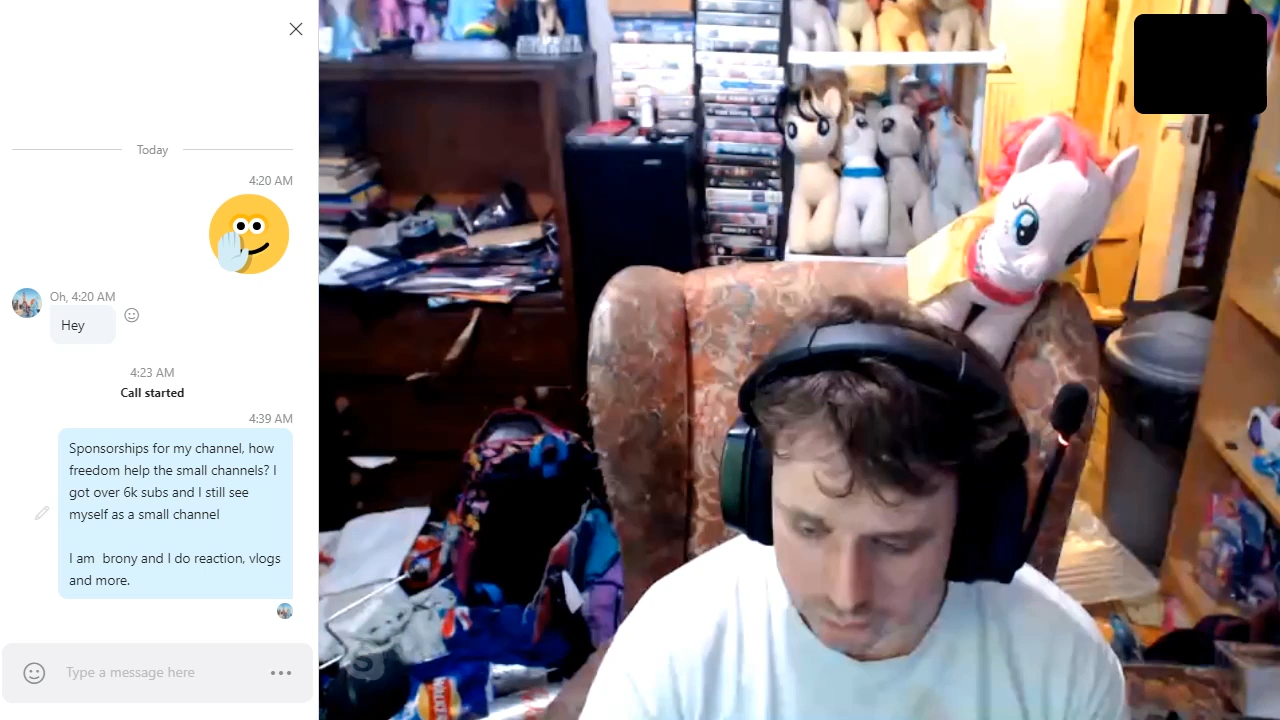 Today
4:20 AM
Oh, 4:20 AM
Hey
4:23 AM
Call started
4:39 AM
Sponsorships for my channel, how
freedom help the small channels? I
got over 6k subs and I still see
myself as a small channel
I am  brony and I do reaction, vlogs
and more.
Type a message here